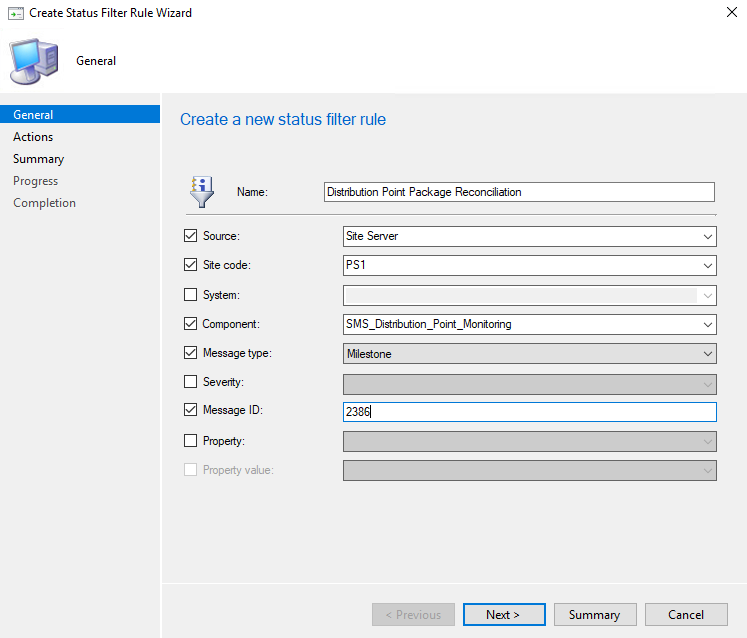 Create Status Filter Rule Wizard
General
General
Actions
Summary
Progress
Completion
Create a new status filter rule
Name: Distribution Point Package Reconciliation
Source: Site Server
Site code: PS1
System:
Component: SMS_Distribution_Point_Monitoring
Message type: Milestone
Severity:
Message ID: 2386
Property:
Property value:
< Previous Next > Summary Cancel